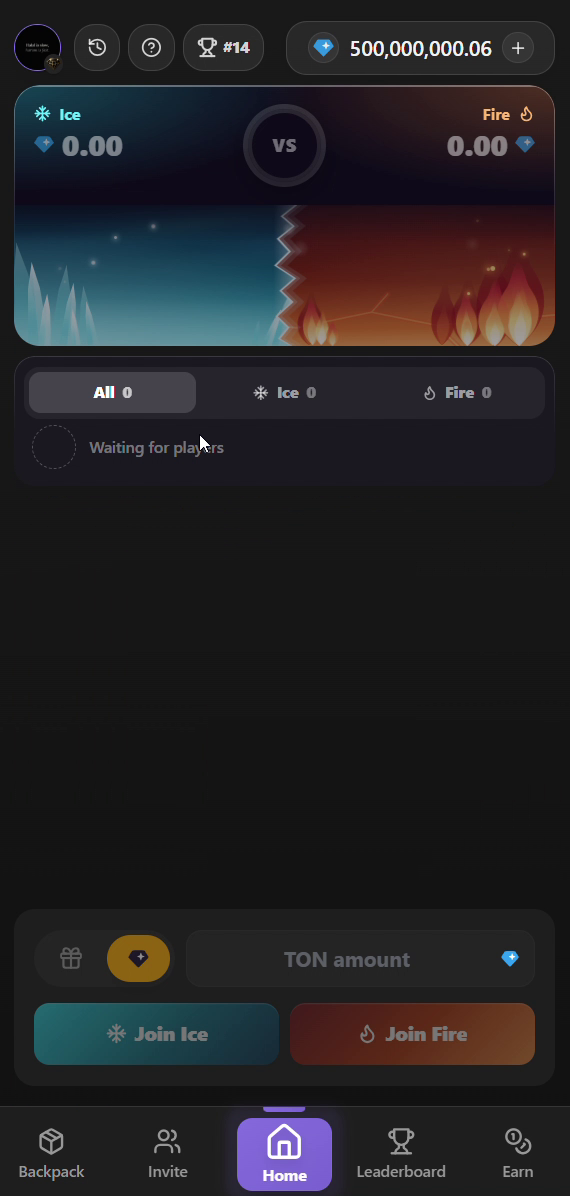 #14
500,000,000.06
Ice
Fire
0.00
VS
0.00
All 0
Ice 0
Fire 0
Waiting for players
TON amount
Join Ice
Join Fire
Backpack
Invite
Home
Leaderboard
Earn